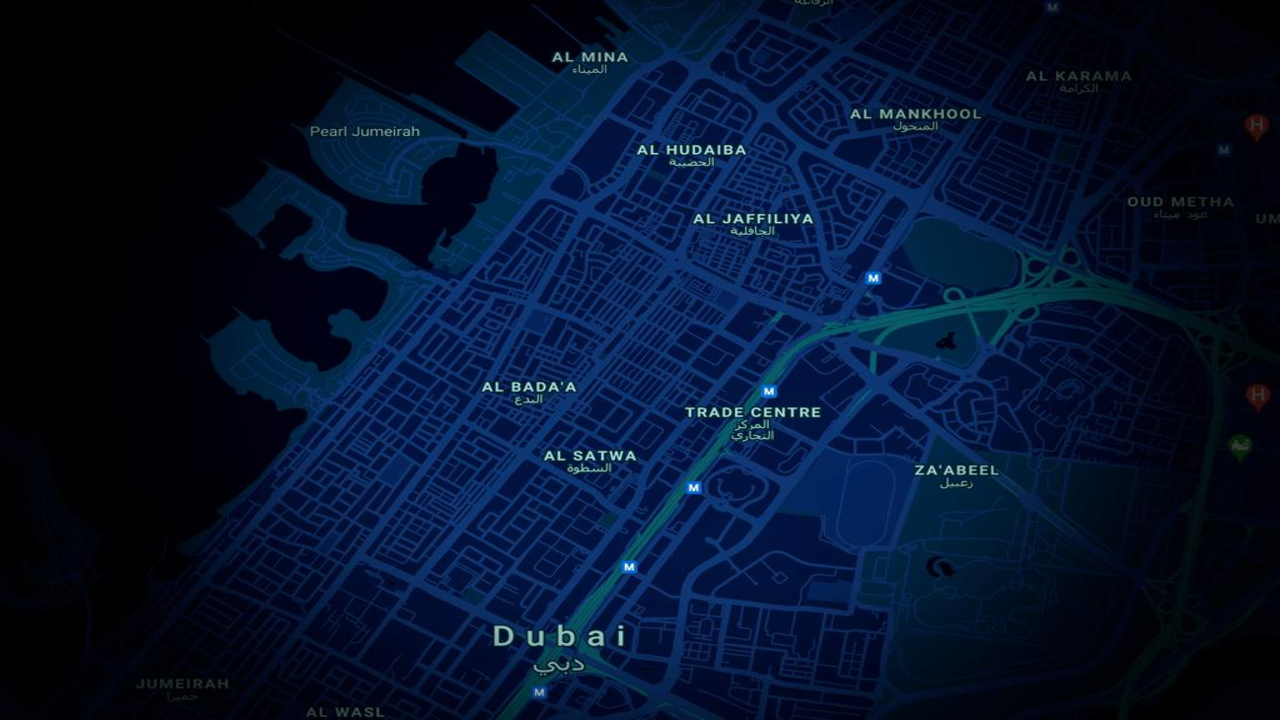 الرفاعة
M
AL MINA
الميناء
AL KARAMA
الكرامة
AL MANKHOOL
المنخول
H
Pearl Jumeirah
AL HUDAIBA
الحضيبة
M
OUD METHA
عود ميثاء
UM
AL JAFFILIYA
الجافلية
M
AL BADA'A
البدع
M
H
TRADE CENTRE
المركز
التجاري
AL SATWA
السطوة
ZA'ABEEL
زعبيل
M
M
Dubai
دبي
JUMEIRAH
جميرا
M
AL WASL